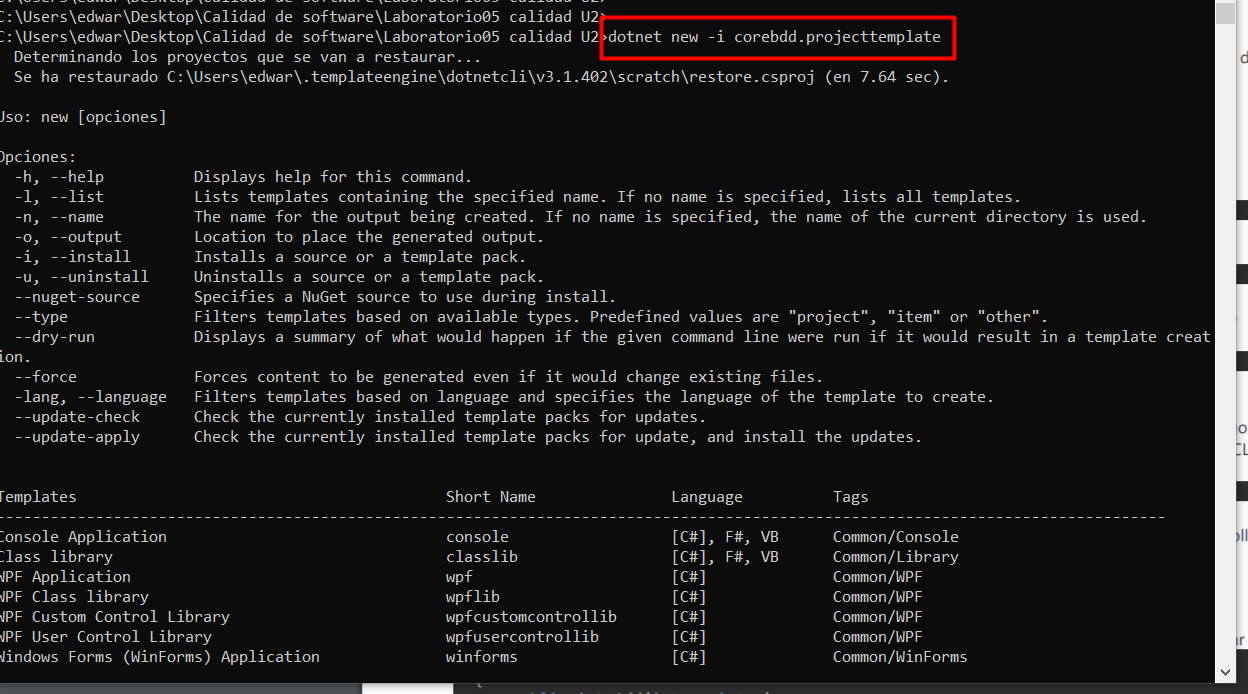 C:\Users\edwar\Desktop\Calidad de software\Laboratorio05 calidad U2>
C:\Users\edwar\Desktop\Calidad de software\Laboratorio05 calidad U2>dotnet new -i corebdd.projecttemplate
Determinando los proyectos que se van a restaurar...
Se ha restaurado C:\Users\edwar\.templateengine\dotnetcli\v3.1.402\scratch\restore.csproj (en 7.64 sec).
Uso: new [opciones]
Opciones:
-h, --help Displays help for this command.
-l, --list Lists templates containing the specified name. If no name is specified, lists all templates.
-n, --name The name for the output being created. If no name is specified, the name of the current directory is used.
-o, --output Location to place the generated output.
-i, --install Installs a source or a template pack.
-u, --uninstall Uninstalls a source or a template pack.
--nuget-source Specifies a NuGet source to use during install.
--type Filters templates based on available types. Predefined values are "project", "item" or "other".
--dry-run Displays a summary of what would happen if the given command line were run if it would result in a template creat
ion.
--force Forces content to be generated even if it would change existing files.
-lang, --language Filters templates based on language and specifies the language of the template to create.
--update-check Check the currently installed template packs for updates.
--update-apply Check the currently installed template packs for update, and install the updates.
Templates Short Name Language Tags
Console Application console [C#], F#, VB Common/Console
Class library classlib [C#], F#, VB Common/Library
WPF Application wpf [C#] Common/WPF
WPF Class library wpflib [C#] Common/WPF
WPF Custom Control Library wpfcustomcontrollib [C#] Common/WPF
WPF User Control Library wpfusercontrollib [C#] Common/WPF
Windows Forms (WinForms) Application winforms [C#] Common/WinForms